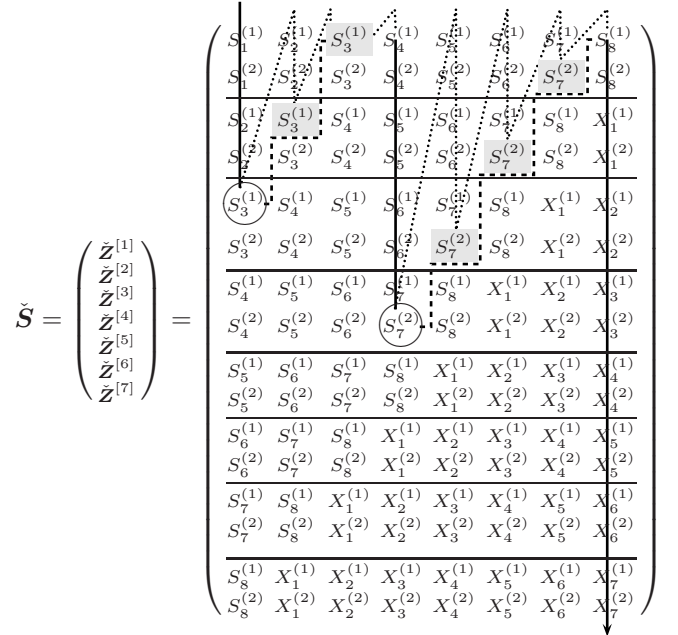 Š =
Ž^[1]
Ž^[2]
Ž^[3]
Ž^[4]
Ž^[5]
Ž^[6]
Ž^[7]
=
S_1^(1) S_2^(1) S_3^(1) S_4^(1) S_5^(1) S_6^(1) S_7^(1) S_8^(1)
S_1^(2) S_2^(2) S_3^(2) S_4^(2) S_5^(2) S_6^(2) S_7^(2) S_8^(2)
S_2^(1) S_3^(1) S_4^(1) S_5^(1) S_6^(1) S_7^(1) S_8^(1) X_1^(1)
S_2^(2) S_3^(2) S_4^(2) S_5^(2) S_6^(2) S_7^(2) S_8^(2) X_1^(2)
S_3^(1) S_4^(1) S_5^(1) S_6^(1) S_7^(1) S_8^(1) X_1^(1) X_2^(1)
S_3^(2) S_4^(2) S_5^(2) S_6^(2) S_7^(2) S_8^(2) X_1^(2) X_2^(2)
S_4^(1) S_5^(1) S_6^(1) S_7^(1) S_8^(1) X_1^(1) X_2^(1) X_3^(1)
S_4^(2) S_5^(2) S_6^(2) S_7^(2) S_8^(2) X_1^(2) X_2^(2) X_3^(2)
S_5^(1) S_6^(1) S_7^(1) S_8^(1) X_1^(1) X_2^(1) X_3^(1) X_4^(1)
S_5^(2) S_6^(2) S_7^(2) S_8^(2) X_1^(2) X_2^(2) X_3^(2) X_4^(2)
S_6^(1) S_7^(1) S_8^(1) X_1^(1) X_2^(1) X_3^(1) X_4^(1) X_5^(1)
S_6^(2) S_7^(2) S_8^(2) X_1^(2) X_2^(2) X_3^(2) X_4^(2) X_5^(2)
S_7^(1) S_8^(1) X_1^(1) X_2^(1) X_3^(1) X_4^(1) X_5^(1) X_6^(1)
S_7^(2) S_8^(2) X_1^(2) X_2^(2) X_3^(2) X_4^(2) X_5^(2) X_6^(2)
S_8^(1) X_1^(1) X_2^(1) X_3^(1) X_4^(1) X_5^(1) X_6^(1) X_7^(1)
S_8^(2) X_1^(2) X_2^(2) X_3^(2) X_4^(2) X_5^(2) X_6^(2) X_7^(2)